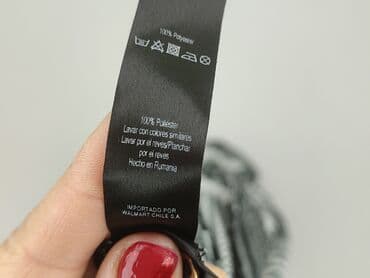 100% Polyester
100% Poliéster
Lavar con colores similares
Lavar por el revés/Planchar
por el revés
Hecho en Rumania
IMPORTADO POR
WALMART CHILE S.A.